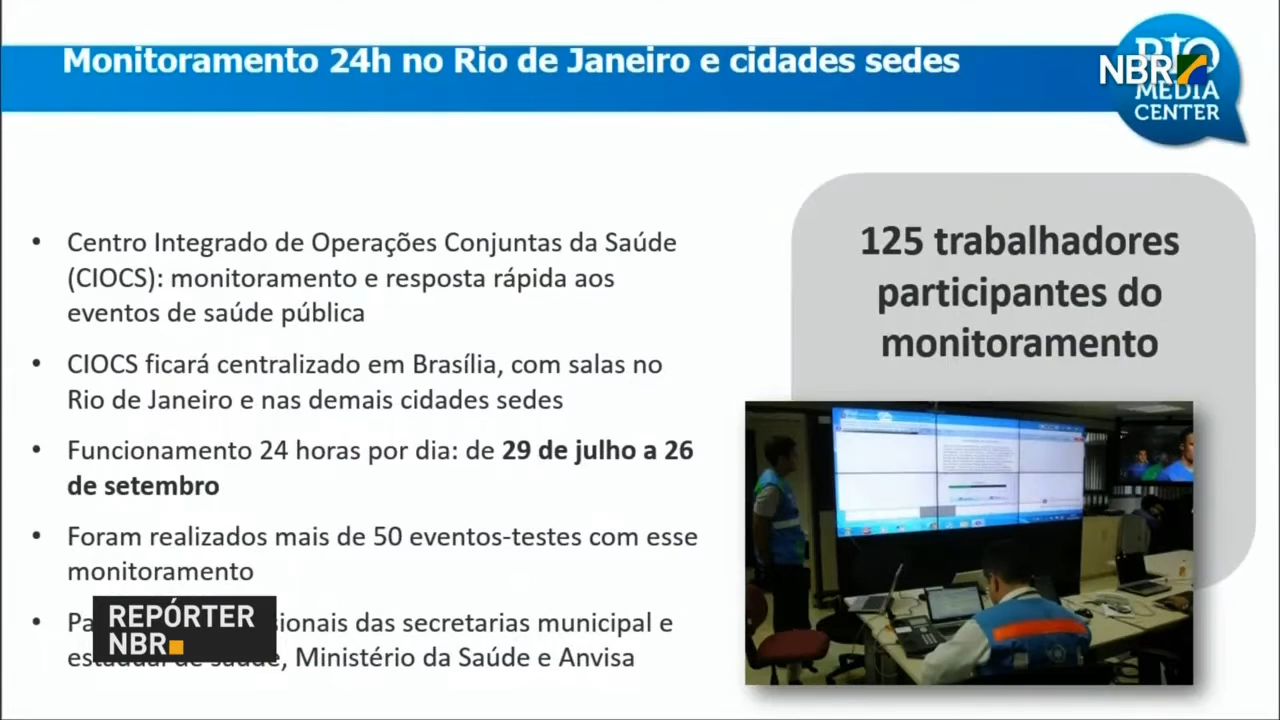 Monitoramento 24h no Rio de Janeiro e cidades sedes
NBR
RIO
MEDIA
CENTER
• Centro Integrado de Operações Conjuntas da Saúde
(CIOCS): monitoramento e resposta rápida aos
eventos de saúde pública
• CIOCS ficará centralizado em Brasília, com salas no
Rio de Janeiro e nas demais cidades sedes
• Funcionamento 24 horas por dia: de 29 de julho a 26
de setembro
• Foram realizados mais de 50 eventos-testes com esse
monitoramento
• Pa sionais das secretarias municipal e
estadual de saúde, Ministério da Saúde e Anvisa
125 trabalhadores
participantes do
monitoramento
REPÓRTER
NBR